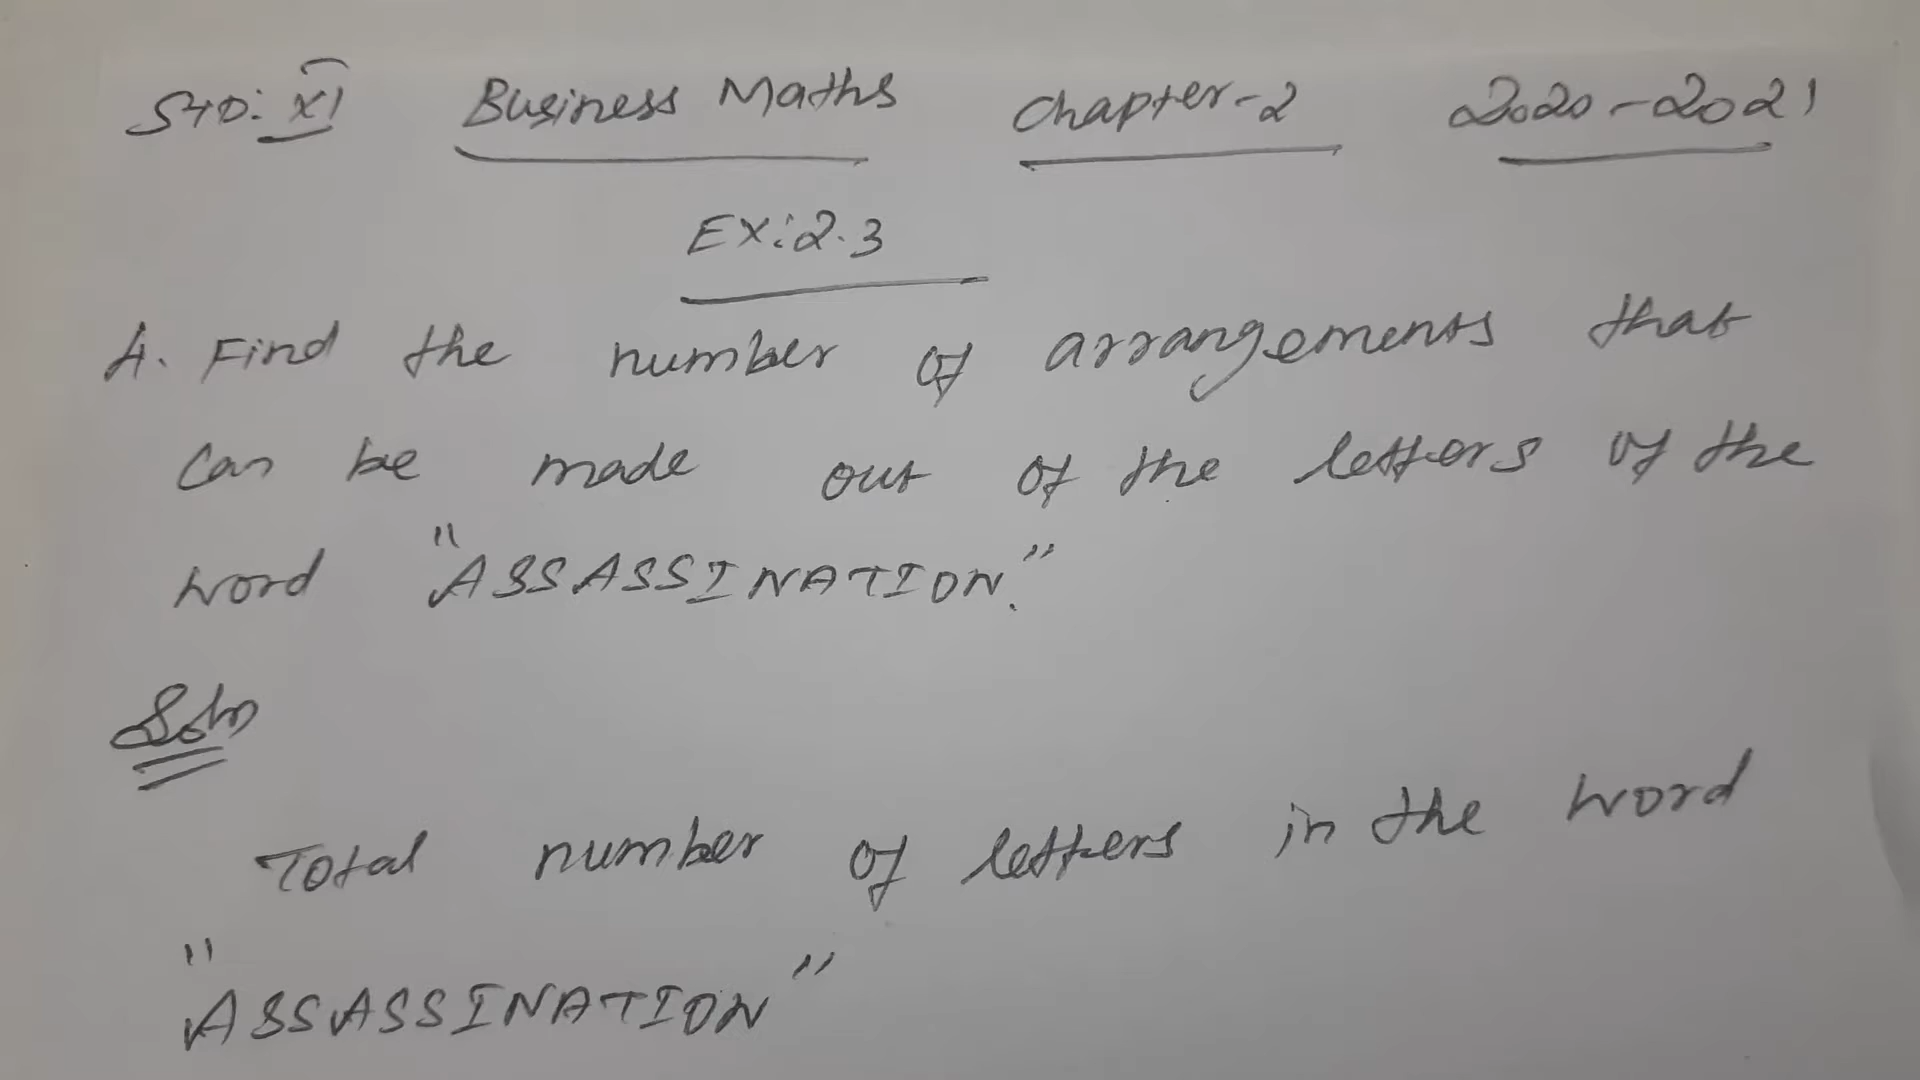 STD: XI Business Maths Chapter-2 2020-2021
EX:2.3
4. Find the number of arrangements that
can be made out of the letters of the
word "ASSASSINATION."
Soln
Total number of letters in the word
"ASSASSINATION"